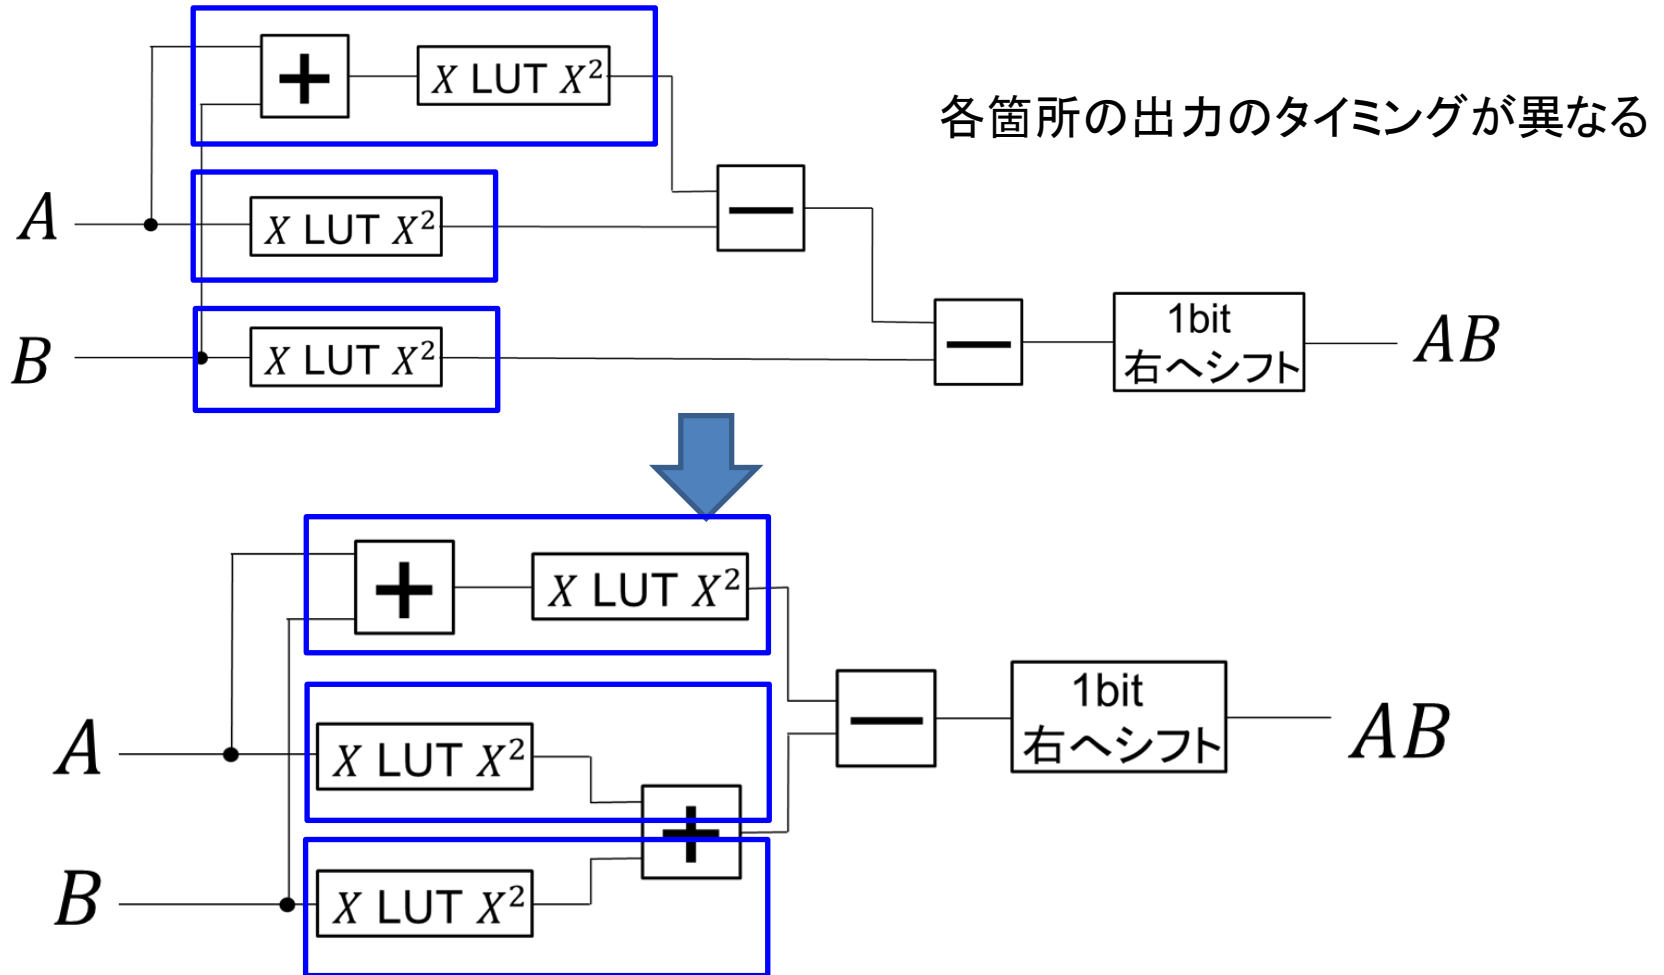 +
X LUT X²
各箇所の出力のタイミングが異なる
A
X LUT X²
−
B
X LUT X²
−
1bit
右へシフト
AB
+
X LUT X²
A
X LUT X²
−
1bit
右へシフト
AB
+
B
X LUT X²